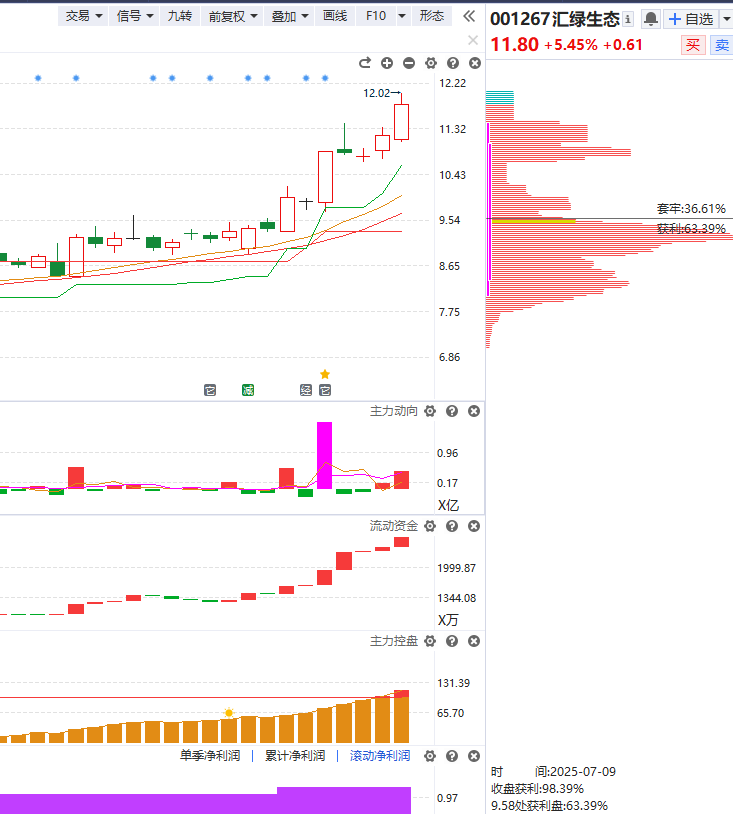 交易 信号 九转 前复权 叠加 画线 F10 形态
001267汇绿生态 自选
11.80 +5.45% +0.61 买 卖
12.22
12.02
11.32
10.43
套牢:36.61%
9.54
获利:63.39%
8.65
7.75
6.86
它 减 经 它
主力动向
0.96
0.17
X亿
流动资金
1999.87
1344.08
X万
主力控盘
131.39
65.70
单季净利润 | 累计净利润 | 滚动净利润
时 间:2025-07-09
收盘获利:98.39%
0.97
9.58处获利盘:63.39%